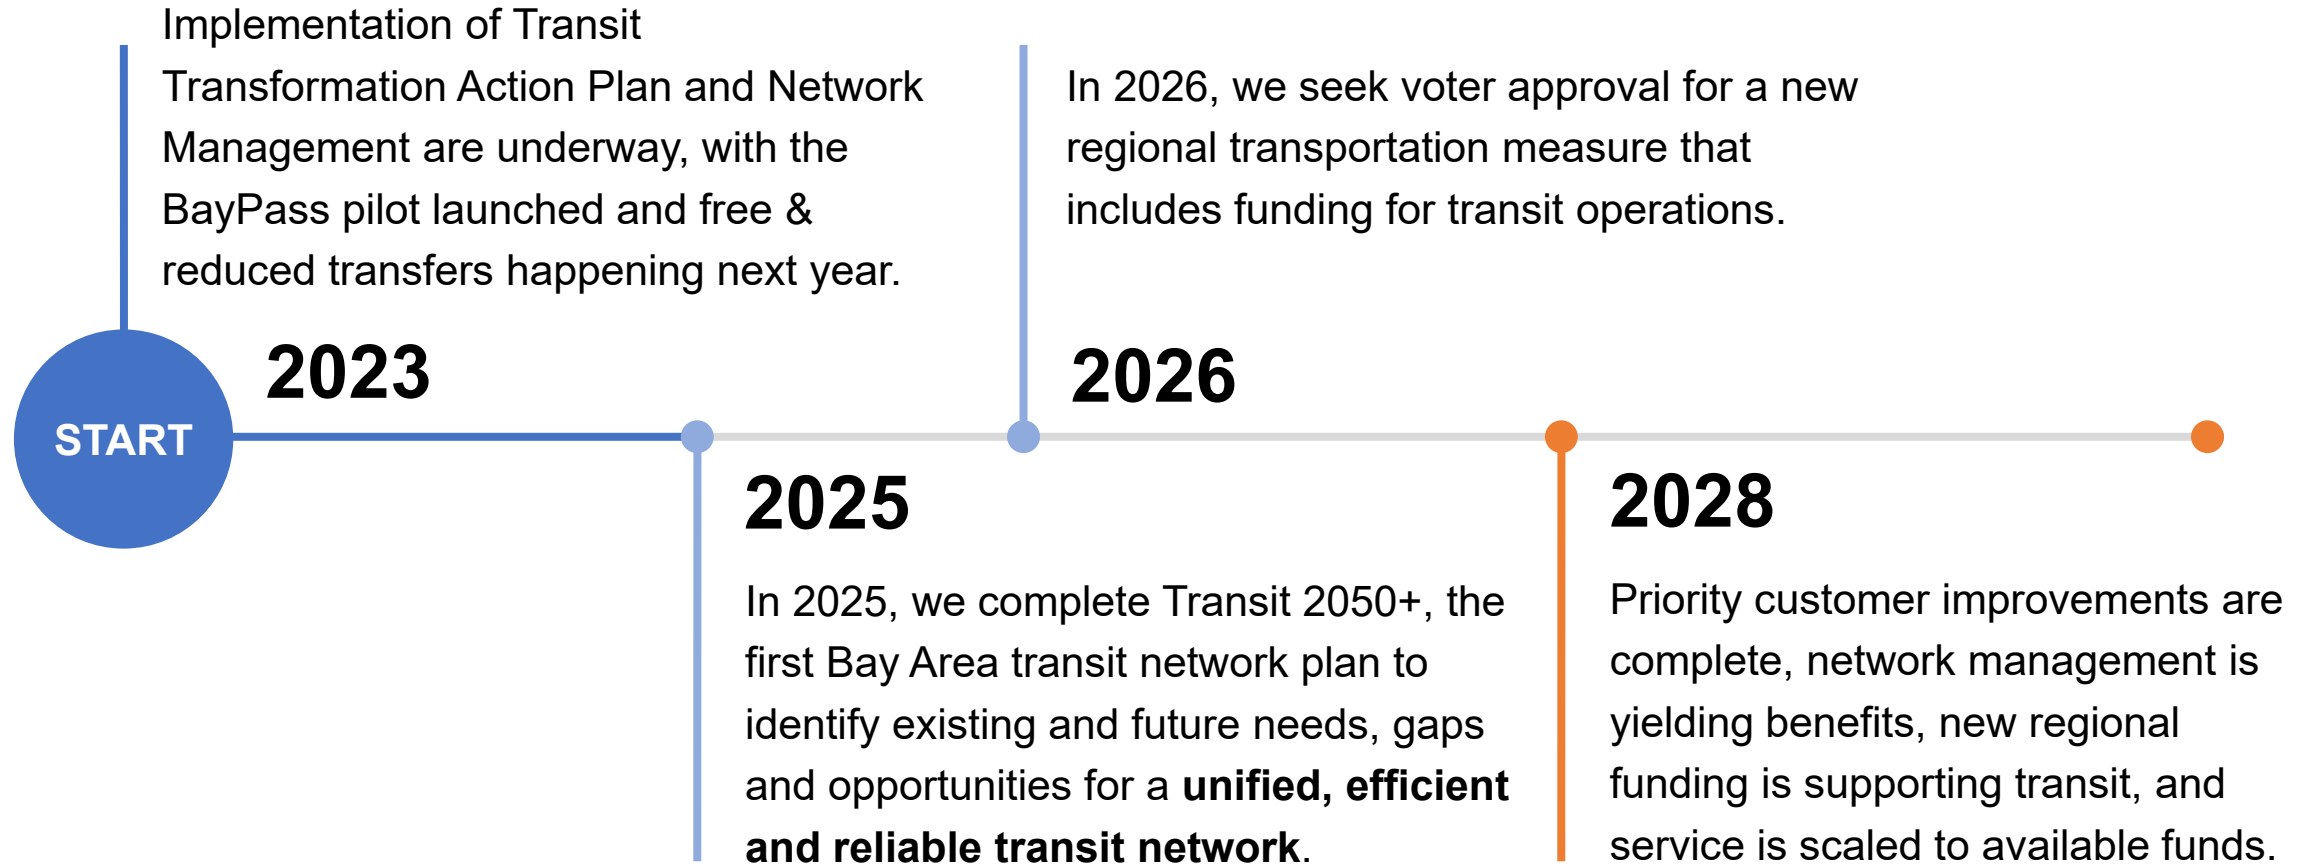 Implementation of Transit
Transformation Action Plan and Network
Management are underway, with the
BayPass pilot launched and free &
reduced transfers happening next year.
START
2023
2025
In 2025, we complete Transit 2050+, the
first Bay Area transit network plan to
identify existing and future needs, gaps
and opportunities for a unified, efficient
and reliable transit network.
In 2026, we seek voter approval for a new
regional transportation measure that
includes funding for transit operations.
2026
2028
Priority customer improvements are
complete, network management is
yielding benefits, new regional
funding is supporting transit, and
service is scaled to available funds.